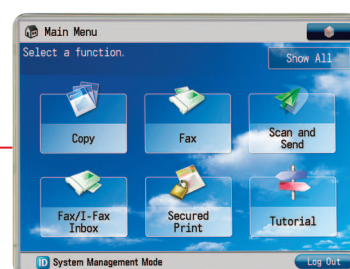 Main Menu
Select a function.
Show All
Copy
Fax
Scan and
Send
Fax/I-Fax
Inbox
Secured
Print
Tutorial
iD System Management Mode
Log Out